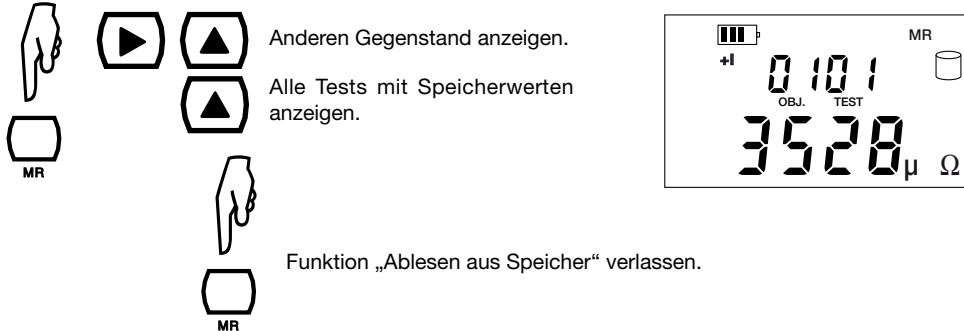 Anderen Gegenstand anzeigen.
Alle Tests mit Speicherwerten
anzeigen.
MR
Funktion „Ablesen aus Speicher“ verlassen.
MR
MR
+I
0101
OBJ. TEST
3528 µ Ω